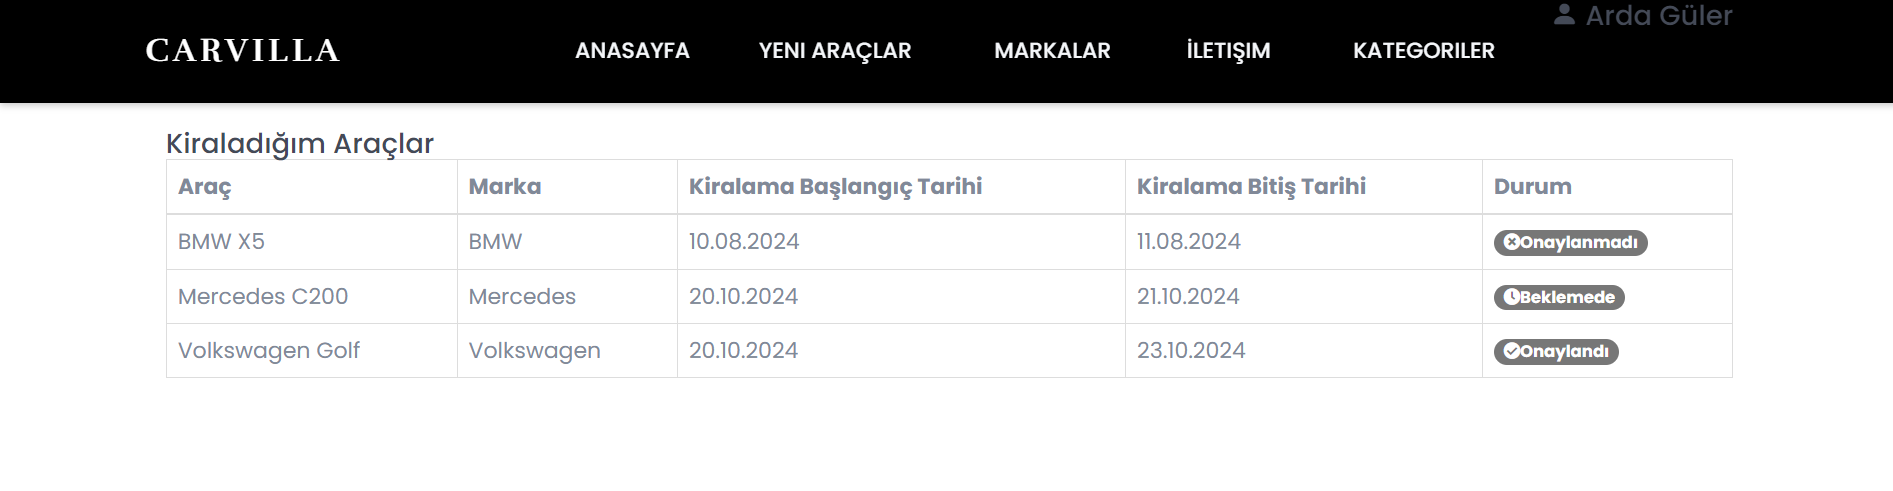 Arda Güler
CARVILLA ANASAYFA YENI ARAÇLAR MARKALAR İLETIŞIM KATEGORILER
Kiraladığım Araçlar
Araç Marka Kiralama Başlangıç Tarihi Kiralama Bitiş Tarihi Durum
BMW X5 BMW 10.08.2024 11.08.2024 Onaylanmadı
Mercedes C200 Mercedes 20.10.2024 21.10.2024 Beklemede
Volkswagen Golf Volkswagen 20.10.2024 23.10.2024 Onaylandı